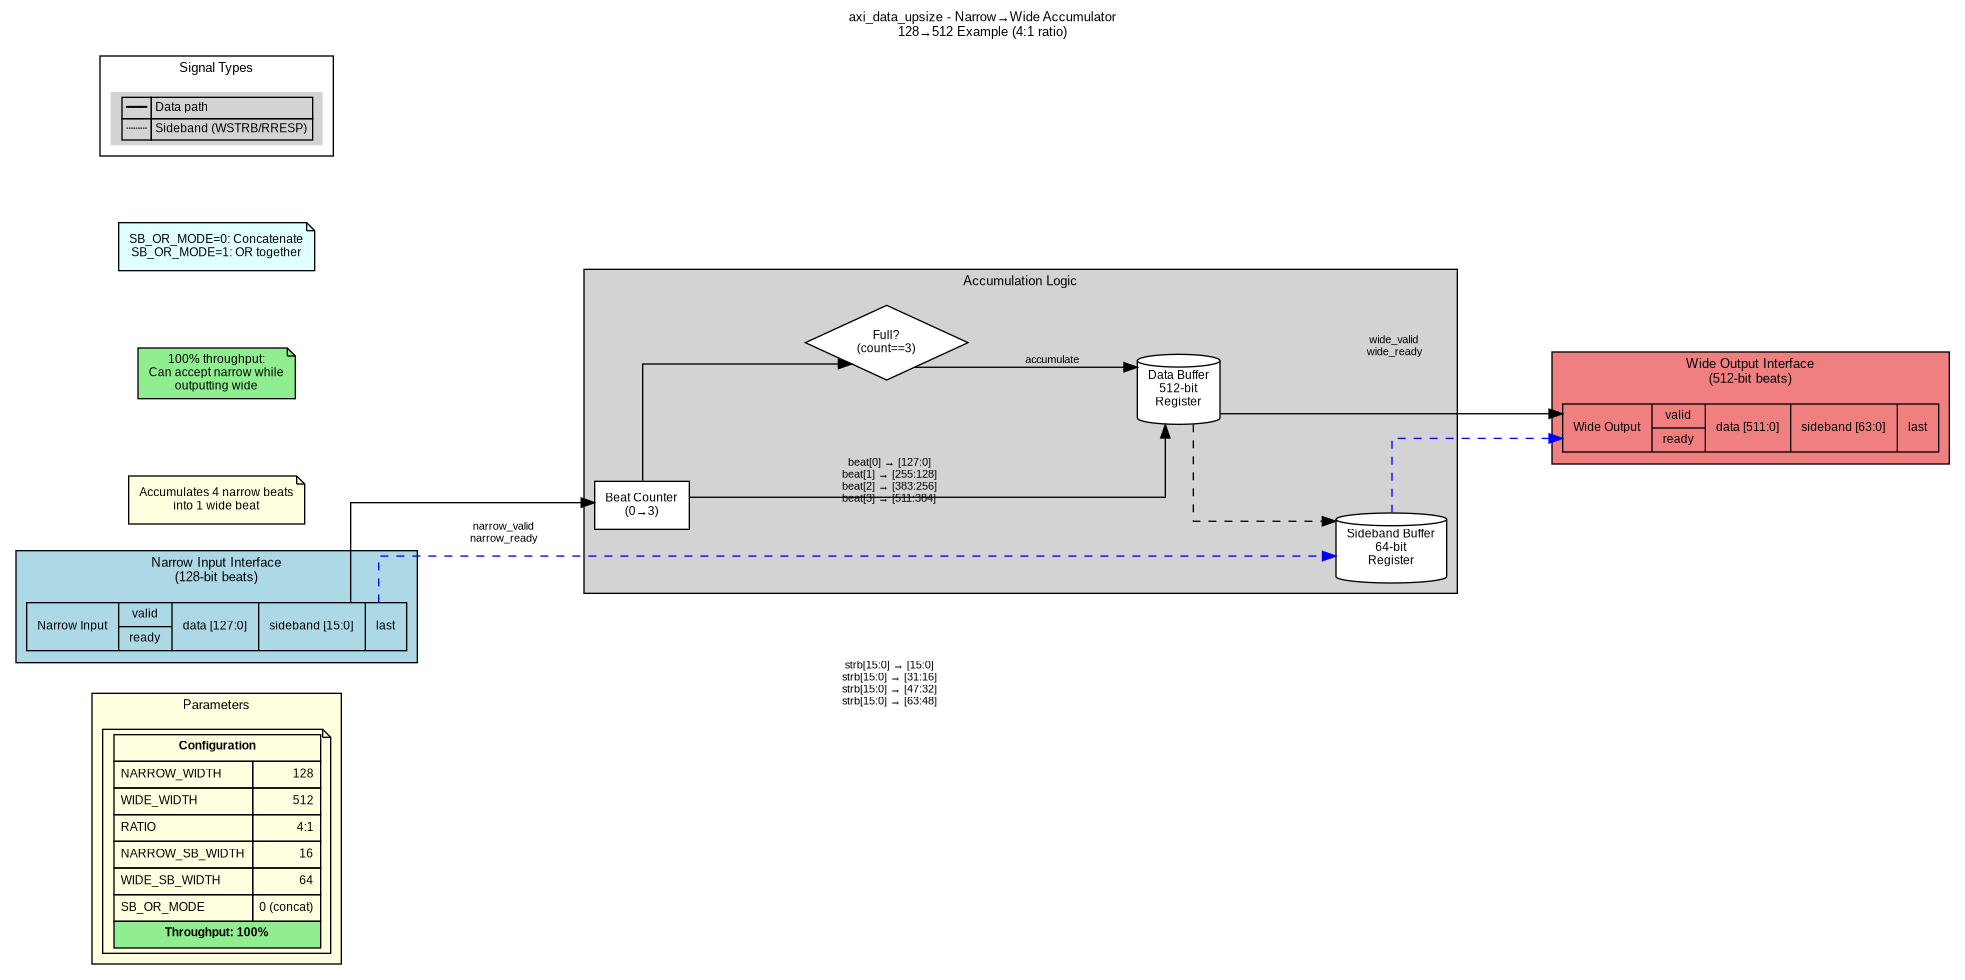 axi_data_upsize - Narrow→Wide Accumulator
128→512 Example (4:1 ratio)
Signal Types
Data path
Sideband (WSTRB/RRESP)
SB_OR_MODE=0: Concatenate
SB_OR_MODE=1: OR together
100% throughput:
Can accept narrow while
outputting wide
Accumulates 4 narrow beats
into 1 wide beat
Narrow Input Interface
(128-bit beats)
Narrow Input
valid
ready
data [127:0]
sideband [15:0]
last
narrow_valid
narrow_ready
Accumulation Logic
Full?
(count==3)
accumulate
Beat Counter
(0→3)
beat[0] → [127:0]
beat[1] → [255:128]
beat[2] → [383:256]
beat[3] → [511:384]
Data Buffer
512-bit
Register
Sideband Buffer
64-bit
Register
wide_valid
wide_ready
Wide Output Interface
(512-bit beats)
Wide Output
valid
ready
data [511:0]
sideband [63:0]
last
strb[15:0] → [15:0]
strb[15:0] → [31:16]
strb[15:0] → [47:32]
strb[15:0] → [63:48]
Parameters
Configuration
NARROW_WIDTH 128
WIDE_WIDTH 512
RATIO 4:1
NARROW_SB_WIDTH 16
WIDE_SB_WIDTH 64
SB_OR_MODE 0 (concat)
Throughput: 100%